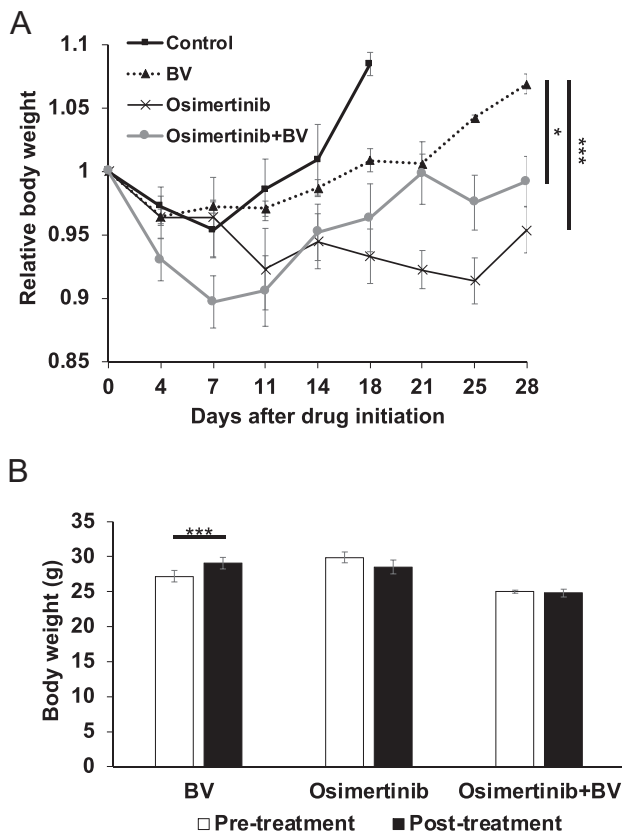 A
Control
BV
Osimertinib
Osimertinib+BV
1.1
1.05
1
0.95
0.9
0.85
Relative body weight
0 4 7 11 14 18 21 25 28
Days after drug initiation
*
***
B
35
30
25
20
15
10
5
0
Body weight (g)
***
BV Osimertinib Osimertinib+BV
Pre-treatment Post-treatment